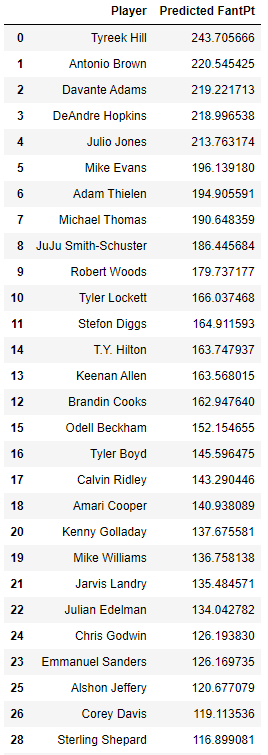 Player Predicted FantPt
0 Tyreek Hill 243.705666
1 Antonio Brown 220.545425
2 Davante Adams 219.221713
3 DeAndre Hopkins 218.996538
4 Julio Jones 213.763174
5 Mike Evans 196.139180
6 Adam Thielen 194.905591
7 Michael Thomas 190.648359
8 JuJu Smith-Schuster 186.445684
9 Robert Woods 179.737177
10 Tyler Lockett 166.037468
11 Stefon Diggs 164.911593
14 T.Y. Hilton 163.747937
13 Keenan Allen 163.568015
12 Brandin Cooks 162.947640
15 Odell Beckham 152.154655
16 Tyler Boyd 145.596475
17 Calvin Ridley 143.290446
18 Amari Cooper 140.938089
20 Kenny Golladay 137.675581
19 Mike Williams 136.758138
21 Jarvis Landry 135.484571
22 Julian Edelman 134.042782
24 Chris Godwin 126.193830
23 Emmanuel Sanders 126.169735
25 Alshon Jeffery 120.677079
26 Corey Davis 119.113536
28 Sterling Shepard 116.899081